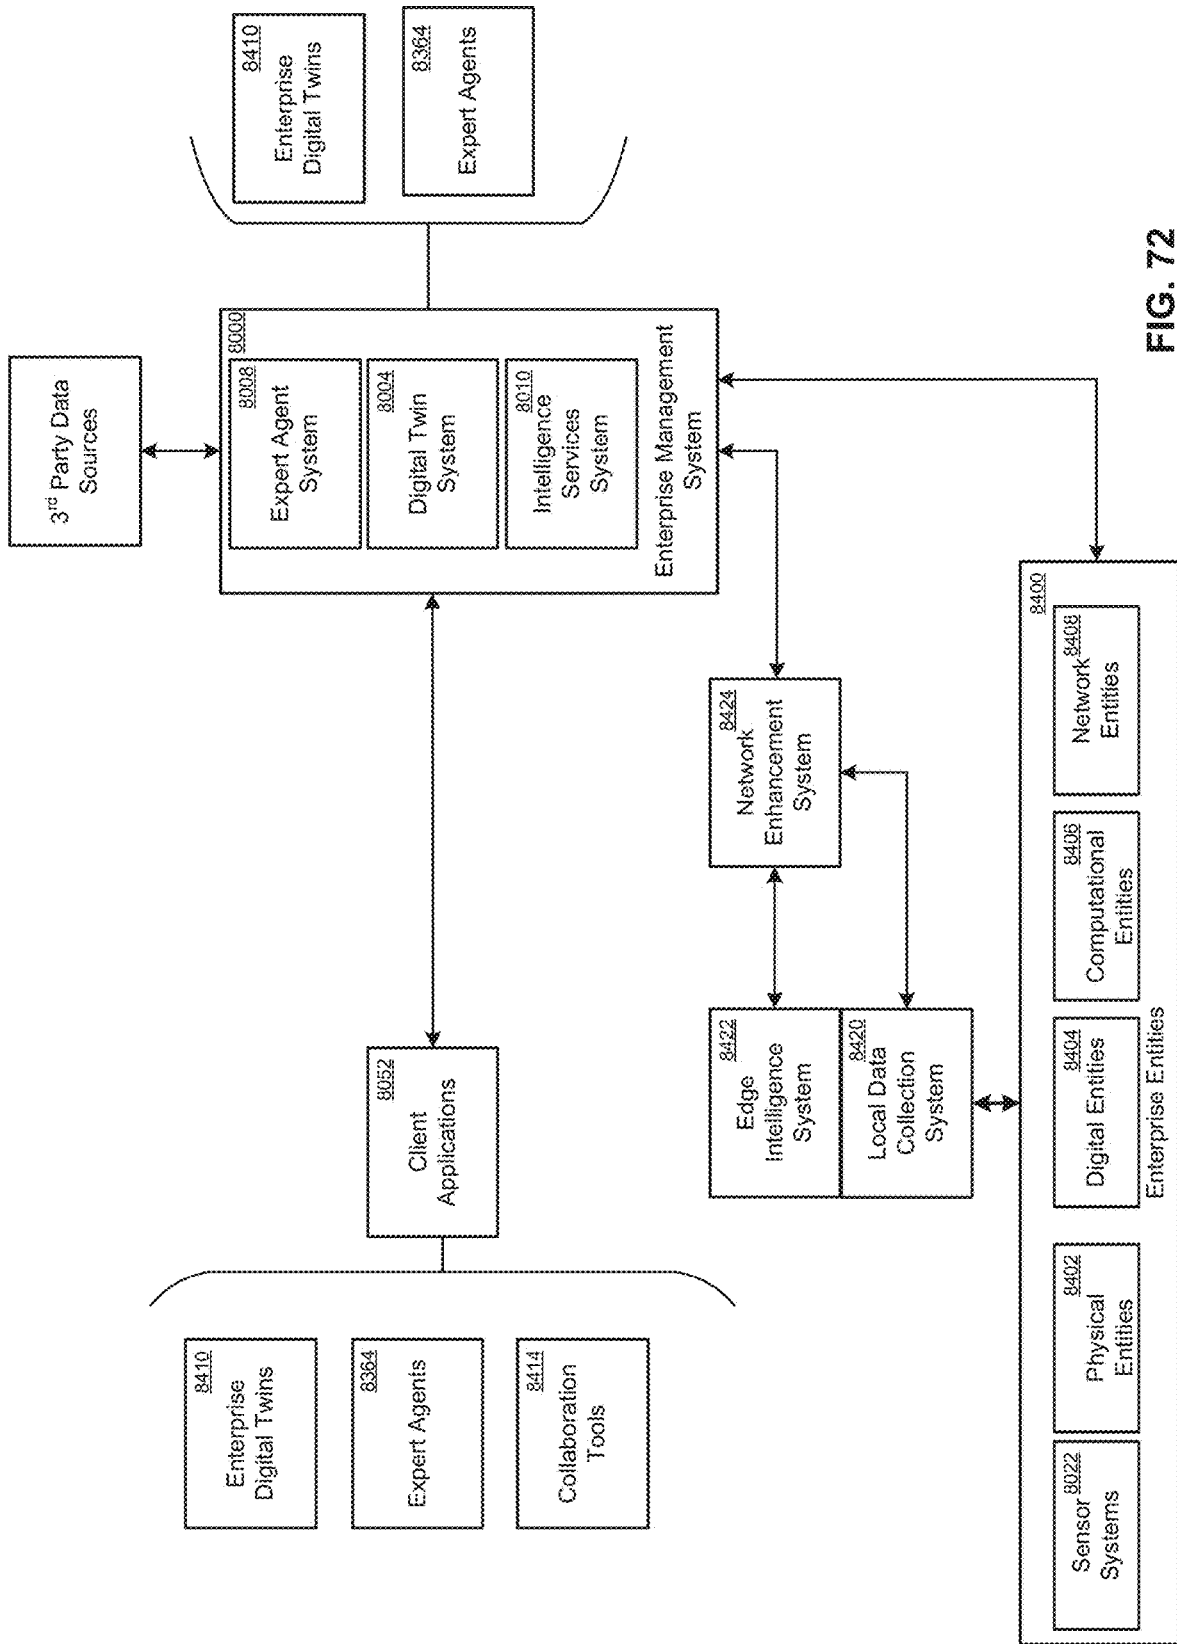 8410
Enterprise
Digital Twins
8364
Expert Agents
8414
Collaboration
Tools
8052
Client
Applications
3rd Party Data
Sources
8000
8008
Expert Agent
System
8004
Digital Twin
System
8010
Intelligence
Services
System
Enterprise Management
System
8410
Enterprise
Digital Twins
8364
Expert Agents
8422
Edge
Intelligence
System
8420
Local Data
Collection
System
8424
Network
Enhancement
System
8400
8022
Sensor
Systems
8402
Physical
Entities
8404
Digital Entities
8406
Computational
Entities
8408
Network
Entities
Enterprise Entities
FIG. 72